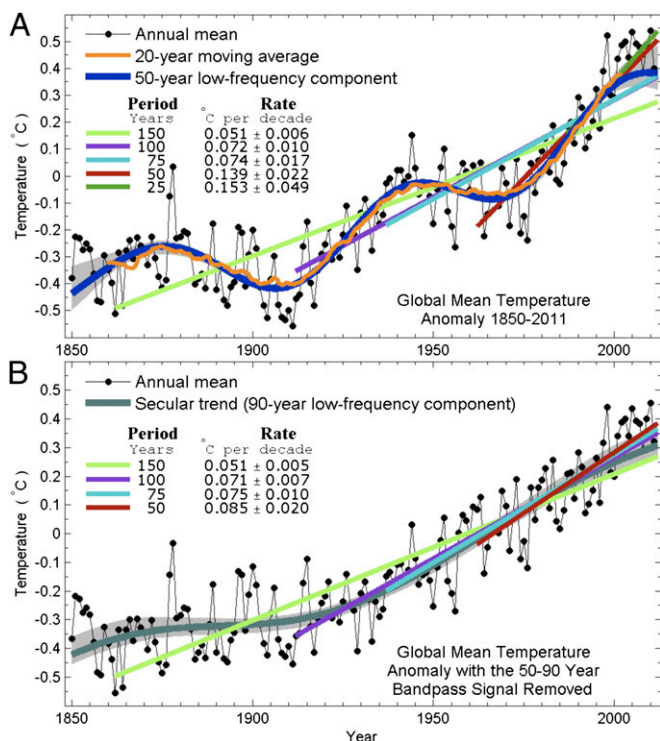 A
Annual mean
20-year moving average
50-year low-frequency component
Period Rate
Years °C per decade
150 0.051 ± 0.006
100 0.072 ± 0.010
75 0.074 ± 0.017
50 0.139 ± 0.022
25 0.153 ± 0.049
Temperature (°C)
0.5
0.4
0.3
0.2
0.1
0
-0.1
-0.2
-0.3
-0.4
-0.5
Global Mean Temperature
Anomaly 1850-2011
1850 1900 1950 2000
B
Annual mean
Secular trend (90-year low-frequency component)
Period Rate
Years °C per decade
150 0.051 ± 0.005
100 0.071 ± 0.007
75 0.075 ± 0.010
50 0.085 ± 0.020
Temperature (°C)
0.5
0.4
0.3
0.2
0.1
0
-0.1
-0.2
-0.3
-0.4
-0.5
Global Mean Temperature
Anomaly with the 50-90 Year
Bandpass Signal Removed
1850 1900 1950 2000
Year